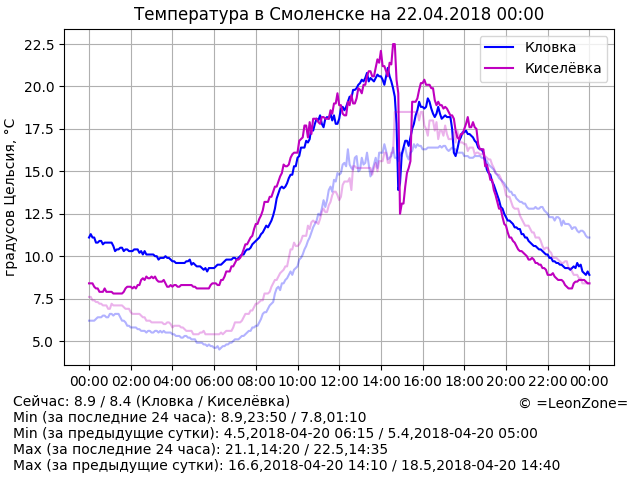 Температура в Смоленске на 22.04.2018 00:00
Кловка
Киселёвка
градусов Цельсия, °C
22.5
20.0
17.5
15.0
12.5
10.0
7.5
5.0
00:00 02:00 04:00 06:00 08:00 10:00 12:00 14:00 16:00 18:00 20:00 22:00 00:00
Сейчас: 8.9 / 8.4 (Кловка / Киселёвка)
© =LeonZone=
Min (за последние 24 часа): 8.9,23:50 / 7.8,01:10
Min (за предыдущие сутки): 4.5,2018-04-20 06:15 / 5.4,2018-04-20 05:00
Max (за последние 24 часа): 21.1,14:20 / 22.5,14:35
Max (за предыдущие сутки): 16.6,2018-04-20 14:10 / 18.5,2018-04-20 14:40